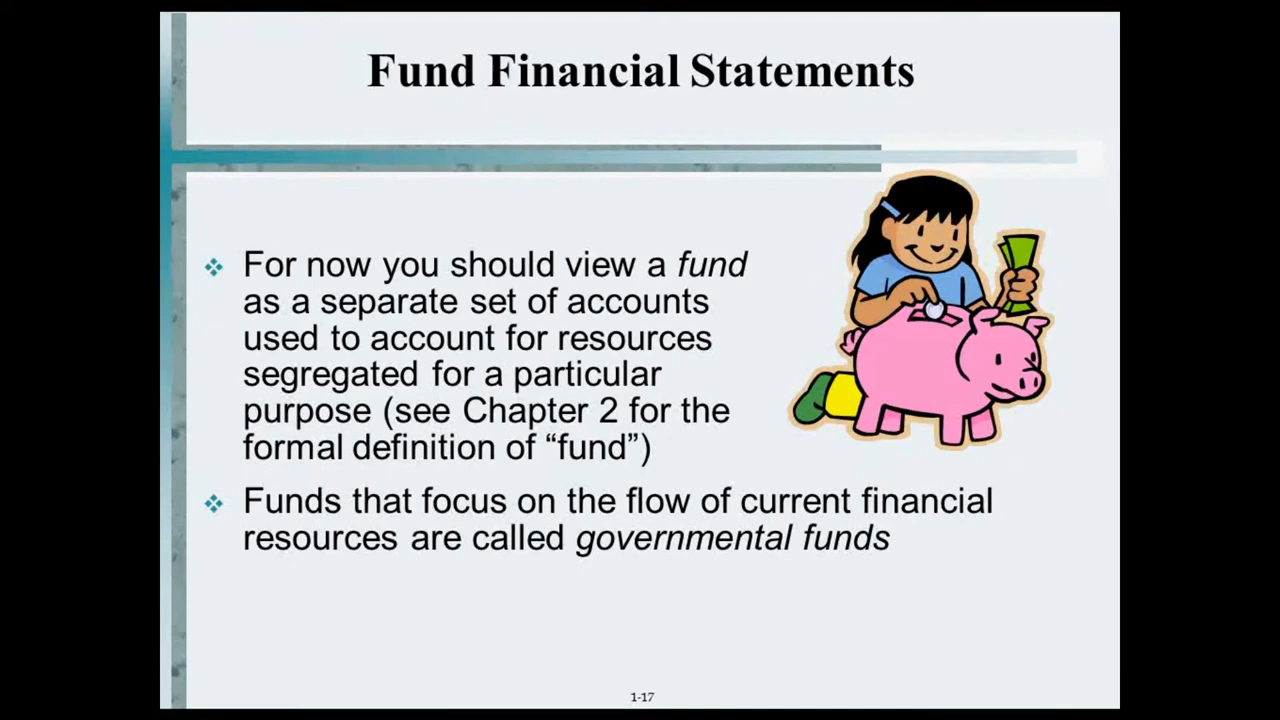 Fund Financial Statements
For now you should view a fund
as a separate set of accounts
used to account for resources
segregated for a particular
purpose (see Chapter 2 for the
formal definition of “fund”)
Funds that focus on the flow of current financial
resources are called governmental funds
1-17